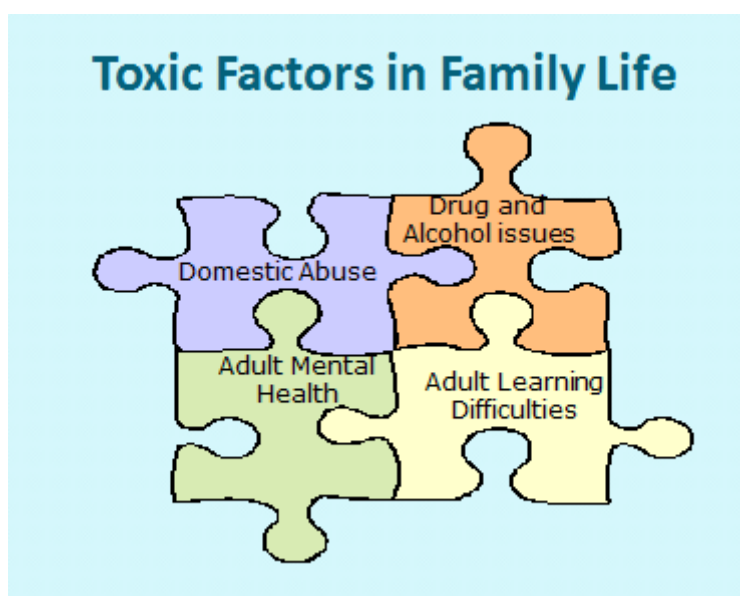 Toxic Factors in Family Life
Drug and
Alcohol issues
Domestic Abuse
Adult Mental
Health
Adult Learning
Difficulties